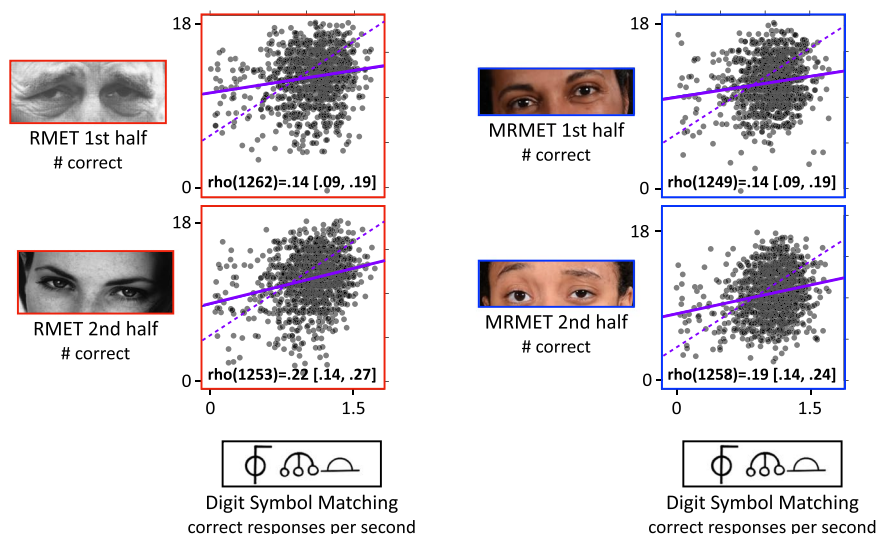 18
RMET 1st half
# correct
0
rho(1262)=.14 [.09, .19]
18
MRMET 1st half
# correct
0
rho(1249)=.14 [.09, .19]
18
RMET 2nd half
# correct
0
rho(1253)=.22 [.14, .27]
0 1.5
18
MRMET 2nd half
# correct
0
rho(1258)=.19 [.14, .24]
0 1.5
Digit Symbol Matching
correct responses per second
Digit Symbol Matching
correct responses per second